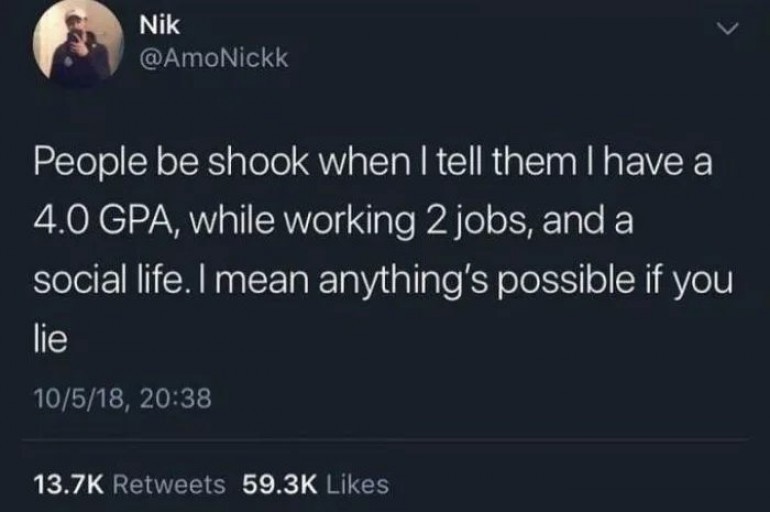 Nik
@AmoNickk
People be shook when I tell them I have a
4.0 GPA, while working 2 jobs, and a
social life. I mean anything's possible if you
lie
10/5/18, 20:38
13.7K Retweets 59.3K Likes